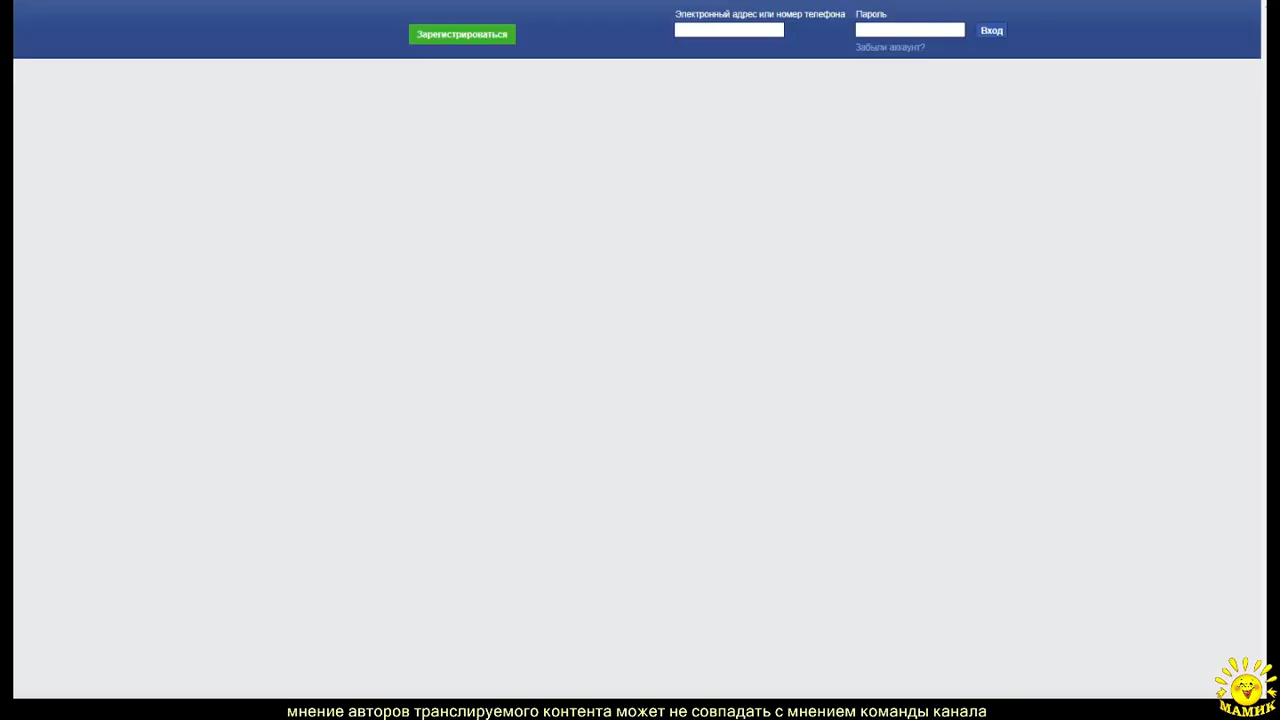 Электронный адрес или номер телефона Пароль
Зарегистрироваться
Вход
Забыли аккаунт?
МАМИК
мнение авторов транслируемого контента может не совпадать с мнением команды канала